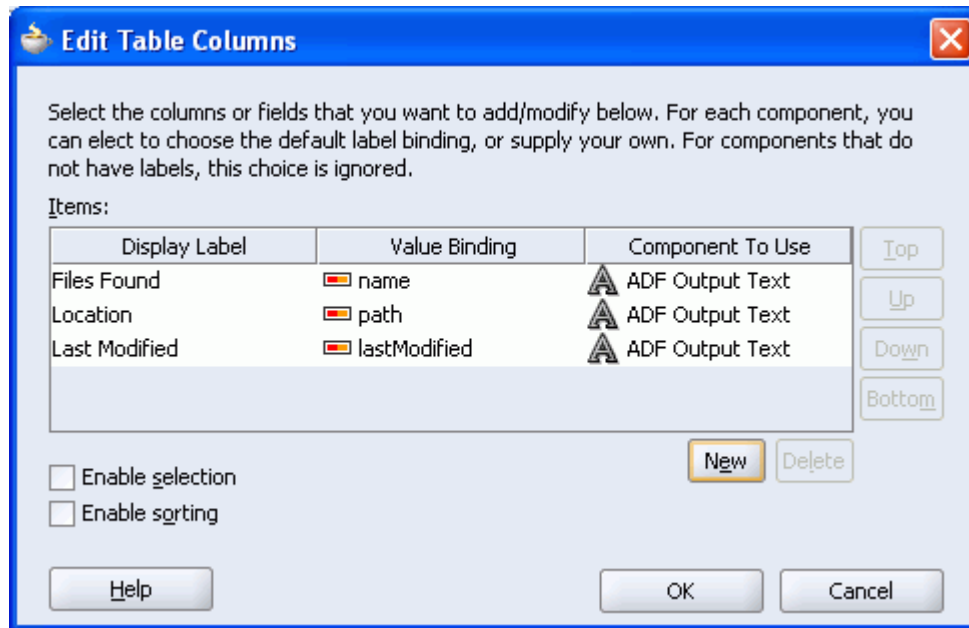 Edit Table Columns
Select the columns or fields that you want to add/modify below. For each component, you
can elect to choose the default label binding, or supply your own. For components that do
not have labels, this choice is ignored.
Items:
Display Label Value Binding Component To Use
Files Found name ADF Output Text
Location path ADF Output Text
Last Modified lastModified ADF Output Text
Top
Up
Down
Bottom
New Delete
Enable selection
Enable sorting
Help OK Cancel